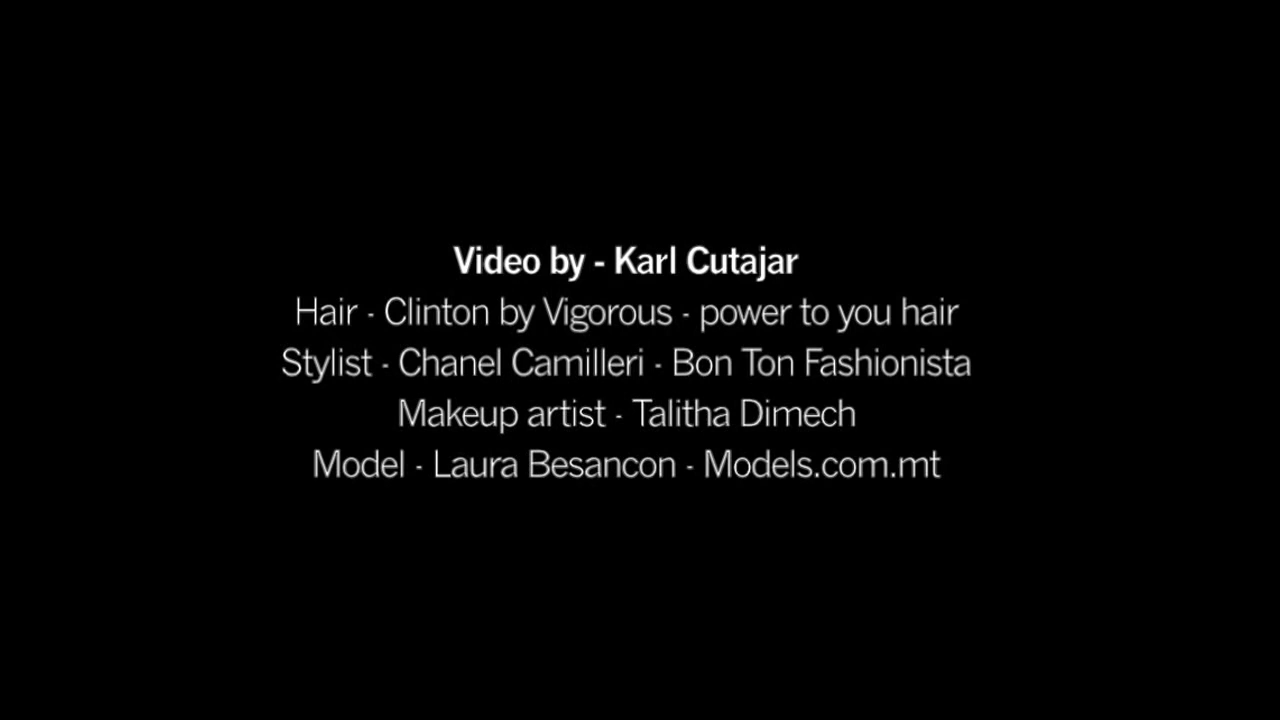 Video by - Karl Cutajar
Hair - Clinton by Vigorous - power to you hair
Stylist - Chanel Camilleri - Bon Ton Fashionista
Makeup artist - Talitha Dimech
Model - Laura Besancon - Models.com.mt